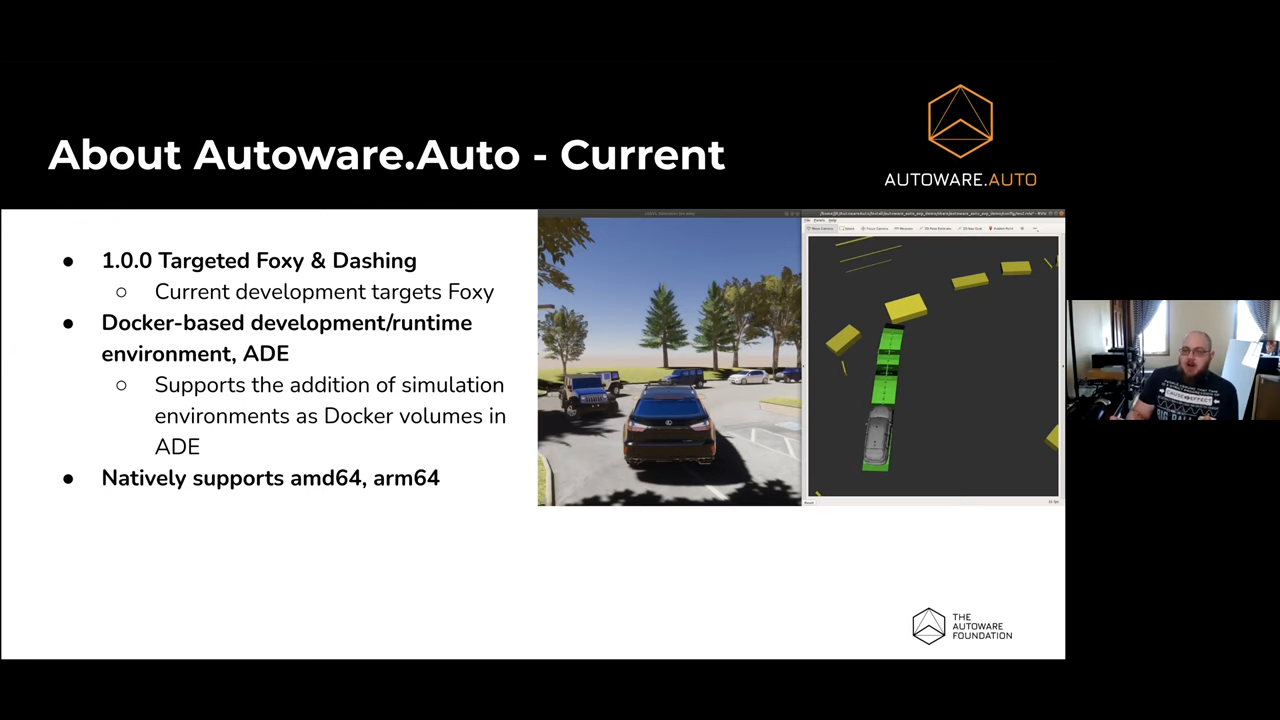 About Autoware.Auto - Current
AUTOWARE.AUTO
● 1.0.0 Targeted Foxy & Dashing
○ Current development targets Foxy
● Docker-based development/runtime
environment, ADE
○ Supports the addition of simulation
environments as Docker volumes in
ADE
● Natively supports amd64, arm64
THE
AUTOWARE
FOUNDATION
CAUSE EFFECT